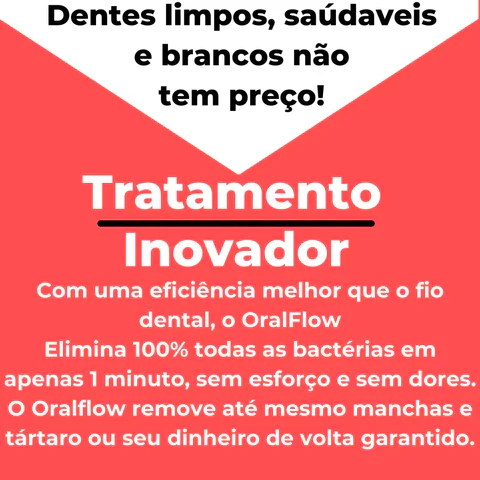 Dentes limpos, saúdaveis
e brancos não
tem preço!
Tratamento
Inovador
Com uma eficiência melhor que o fio
dental, o OralFlow
Elimina 100% todas as bactérias em
apenas 1 minuto, sem esforço e sem dores.
O Oralflow remove até mesmo manchas e
tártaro ou seu dinheiro de volta garantido.